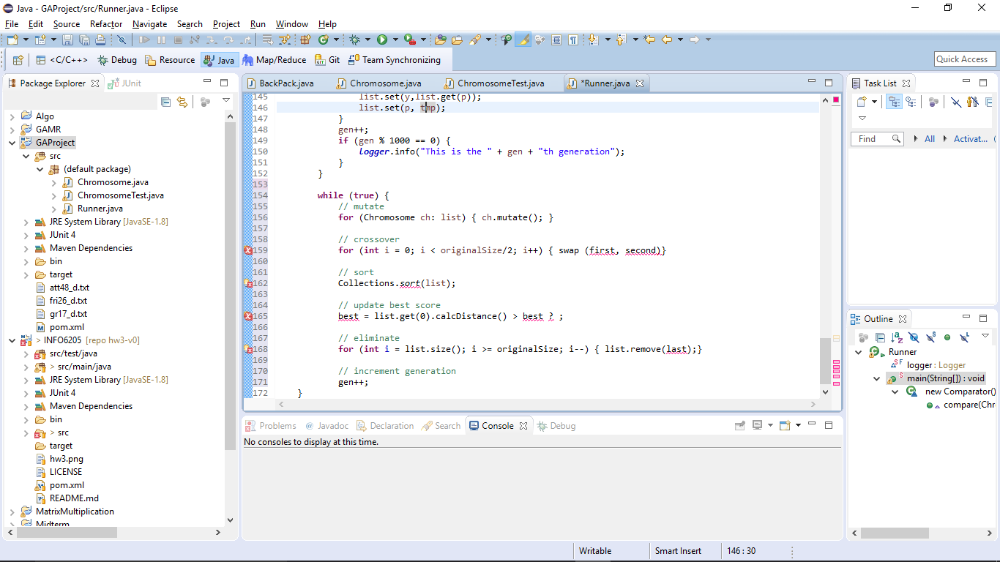 Java - GAProject/src/Runner.java - Eclipse
File Edit Source Refactor Navigate Search Project Run Window Help
<C/C++> Debug Resource Java Map/Reduce Git Team Synchronizing Quick Access
Package Explorer JUnit
Algo
GAMR
GAProject
src
(default package)
Chromosome.java
ChromosomeTest.java
Runner.java
JRE System Library [JavaSE-1.8]
JUnit 4
Maven Dependencies
bin
target
att48_d.txt
fri26_d.txt
gr17_d.txt
pom.xml
> INFO6205 [repo hw3-v0]
src/test/java
> src/main/java
JRE System Library [JavaSE-1.8]
JUnit 4
Maven Dependencies
bin
> src
target
hw3.png
LICENSE
pom.xml
README.md
MatrixMultiplication
Midterm
BackPack.java Chromosome.java ChromosomeTest.java *Runner.java
145 list.set(y,list.get(p));
146 list.set(p, tmp);
147 }
148 gen++;
149 if (gen % 1000 == 0) {
150 logger.info("This is the " + gen + "th generation");
151 }
152 }
153
154 while (true) {
155 // mutate
156 for (Chromosome ch: list) { ch.mutate(); }
157
158 // crossover
159 for (int i = 0; i < originalSize/2; i++) { swap (first, second)}
160
161 // sort
162 Collections.sort(list);
163
164 // update best score
165 best = list.get(0).calcDistance() > best ? ;
166
167 // eliminate
168 for (int i = list.size(); i >= originalSize; i--) { list.remove(last);}
169
170 // increment generation
171 gen++;
172 }
Problems Javadoc Declaration Search Console Debug
No consoles to display at this time.
Task List
Find All Activat...
Outline
Runner
logger : Logger
main(String[]) : void
new Comparator()
compare(Chr
Writable Smart Insert 146 : 30